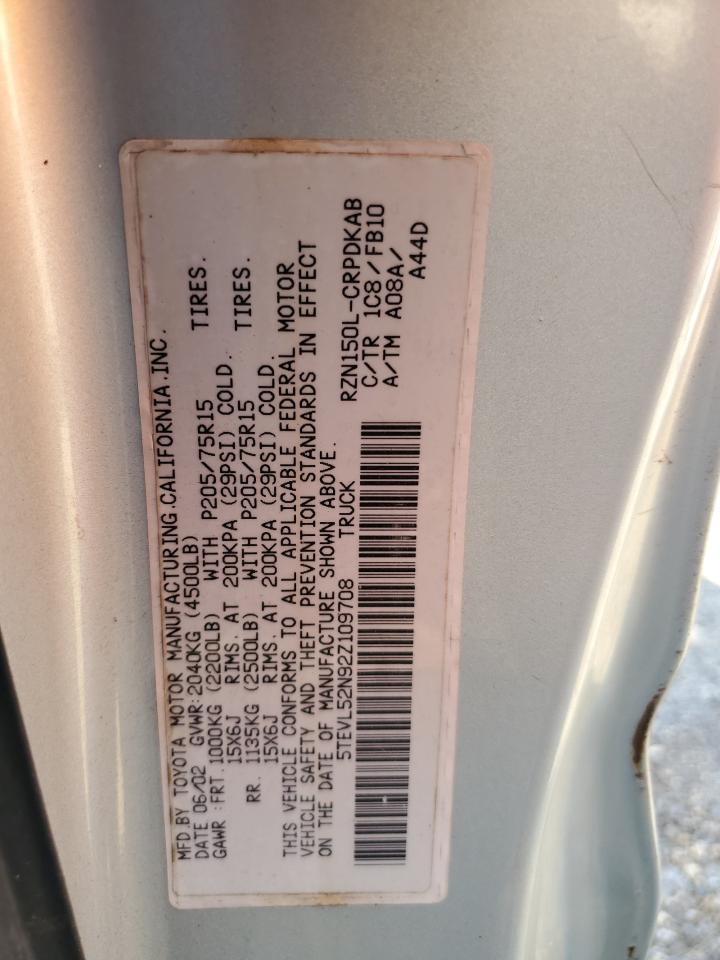 MFD.BY TOYOTA MOTOR MANUFACTURING.CALIFORNIA.INC.
DATE 06/02 GVWR:2040KG (4500LB)
GAWR :FRT.1000KG (2200LB) WITH P205/75R15 TIRES.
15X6J RIMS. AT 200KPA (29PSI) COLD.
RR. 1135KG (2500LB) WITH P205/75R15 TIRES.
15X6J RIMS. AT 200KPA (29PSI) COLD.
THIS VEHICLE CONFORMS TO ALL APPLICABLE FEDERAL MOTOR
VEHICLE SAFETY AND THEFT PREVENTION STANDARDS IN EFFECT
ON THE DATE OF MANUFACTURE SHOWN ABOVE.
5TEVL52N92Z109708 TRUCK
RZN150L-CRPDKAB
C/TR 1C8/FB10
A/TM A08A/
A44D